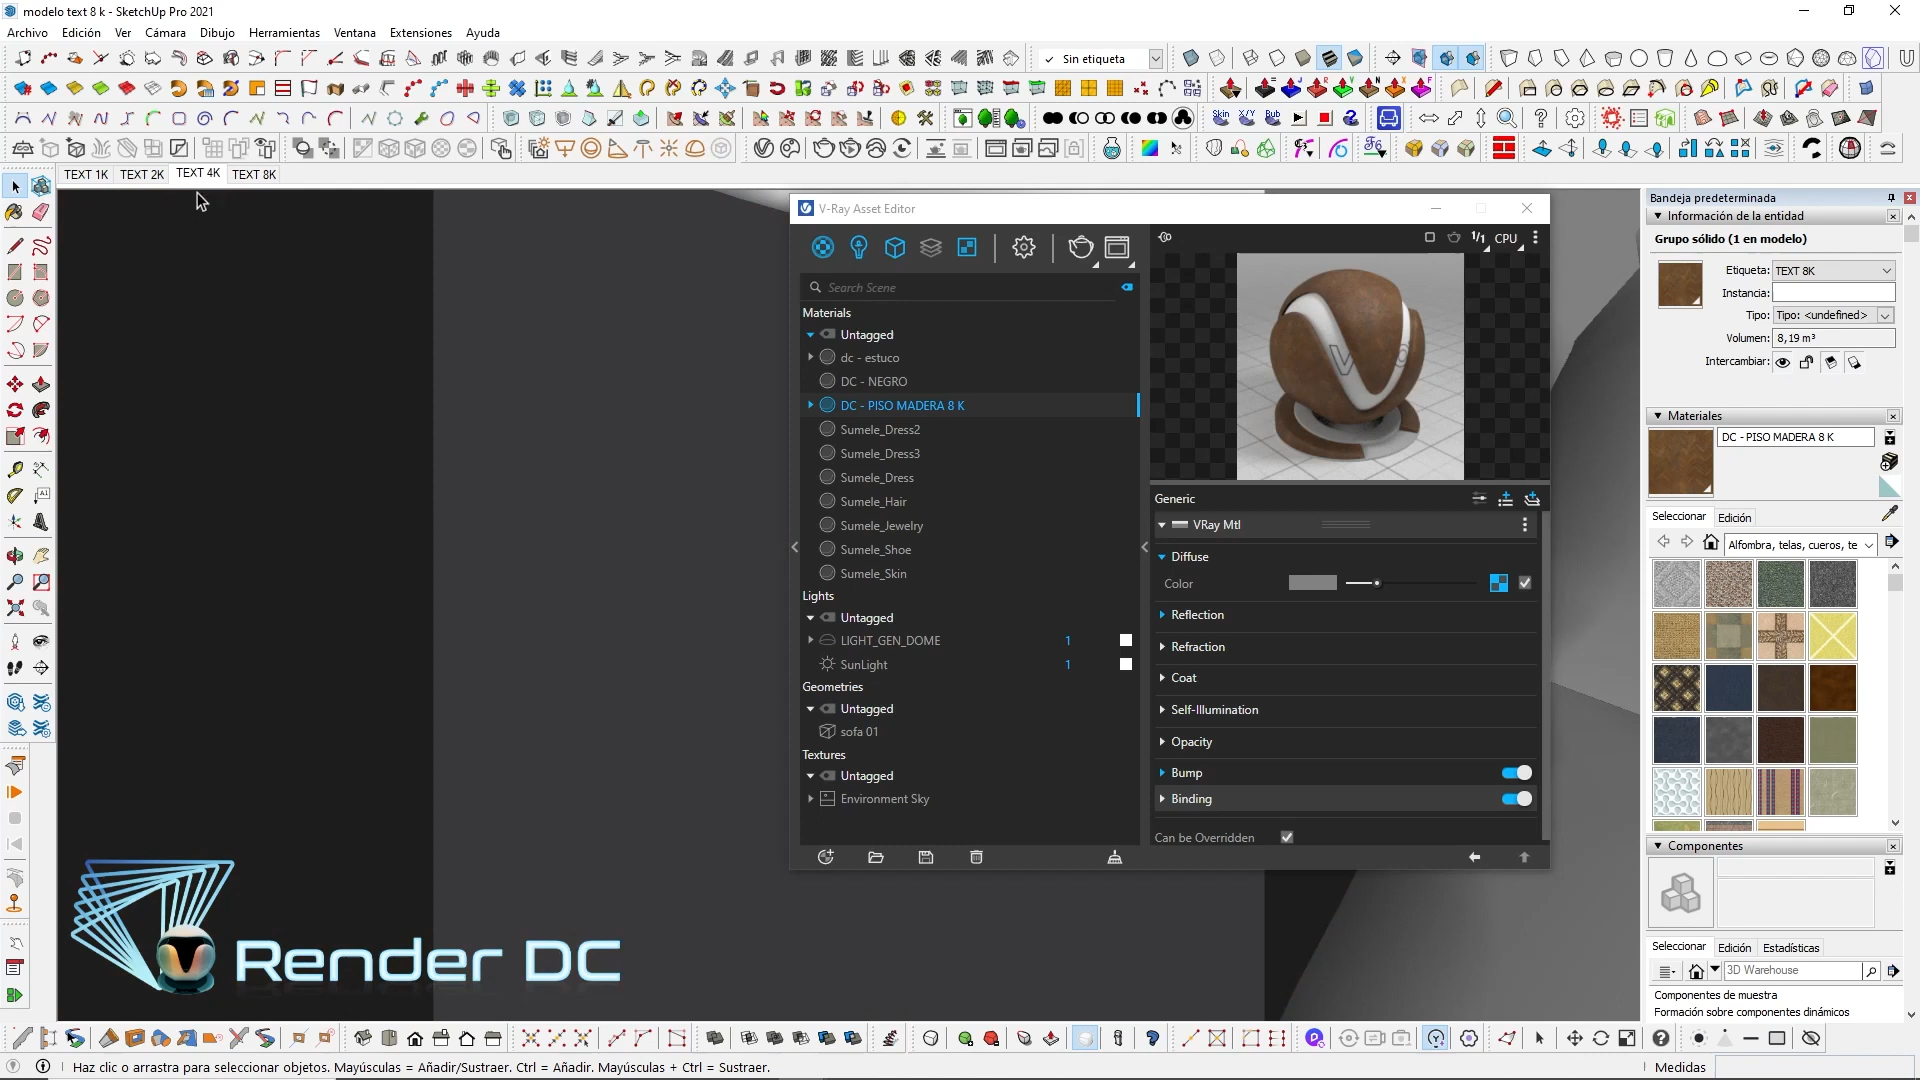 modelo text 8 k - SketchUp Pro 2021
Archivo Edición Ver Cámara Dibujo Herramientas Ventana Extensiones Ayuda
Sin etiqueta
Skin X/Y Bub
TEXT 1K TEXT 2K TEXT 4K TEXT 8K
V-Ray Asset Editor
1/1 CPU
Search Scene
Materials
Untagged
dc - estuco
DC - NEGRO
DC - PISO MADERA 8 K
Sumele_Dress2
Sumele_Dress3
Sumele_Dress
Sumele_Hair
Sumele_Jewelry
Sumele_Shoe
Sumele_Skin
Lights
Untagged
LIGHT_GEN_DOME 1
SunLight 1
Geometries
Untagged
sofa 01
Textures
Untagged
Environment Sky
Generic
VRay Mtl
Diffuse
Color
Reflection
Refraction
Coat
Self-Illumination
Opacity
Bump
Binding
Can be Overridden
Bandeja predeterminada
Información de la entidad
Grupo sólido (1 en modelo)
Etiqueta: TEXT 8K
Instancia:
Tipo: Tipo: <undefined>
Volumen: 8,19 m³
Intercambiar:
Materiales
DC - PISO MADERA 8 K
Seleccionar Edición
Alfombra, telas, cueros, te
Componentes
Seleccionar Edición Estadísticas
3D Warehouse
Componentes de muestra
Formación sobre componentes dinámicos
Render DC
Haz clic o arrastra para seleccionar objetos. Mayúsculas = Añadir/Sustraer. Ctrl = Añadir. Mayúsculas + Ctrl = Sustraer.
Medidas